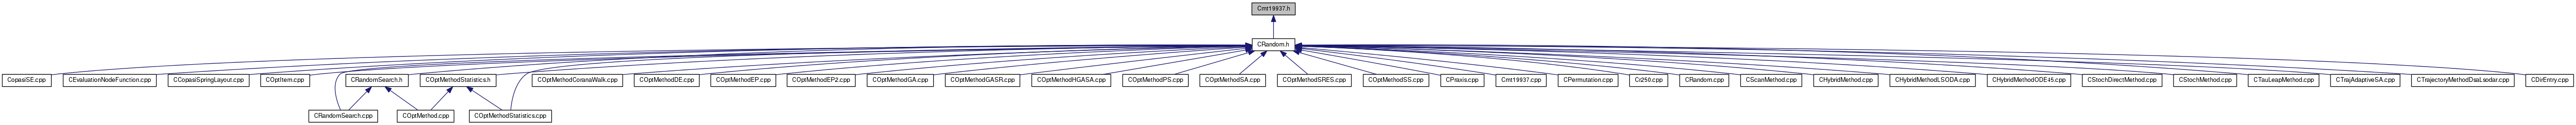 Cmt19937.h
CRandom.h
CopasiSE.cpp
CEvaluationNodeFunction.cpp
CCopasiSpringLayout.cpp
COptItem.cpp
CRandomSearch.h
COptMethodStatistics.h
COptMethodCoranaWalk.cpp
COptMethodDE.cpp
COptMethodEP.cpp
COptMethodEP2.cpp
COptMethodGA.cpp
COptMethodGASR.cpp
COptMethodHGASA.cpp
COptMethodPS.cpp
COptMethodSA.cpp
COptMethodSRES.cpp
COptMethodSS.cpp
CPraxis.cpp
Cmt19937.cpp
CPermutation.cpp
Cr250.cpp
CRandom.cpp
CScanMethod.cpp
CHybridMethod.cpp
CHybridMethodLSODA.cpp
CHybridMethodODE45.cpp
CStochDirectMethod.cpp
CStochMethod.cpp
CTauLeapMethod.cpp
CTrajAdaptiveSA.cpp
CTrajectoryMethodDsaLsodar.cpp
CDirEntry.cpp
CRandomSearch.cpp
COptMethod.cpp
COptMethodStatistics.cpp